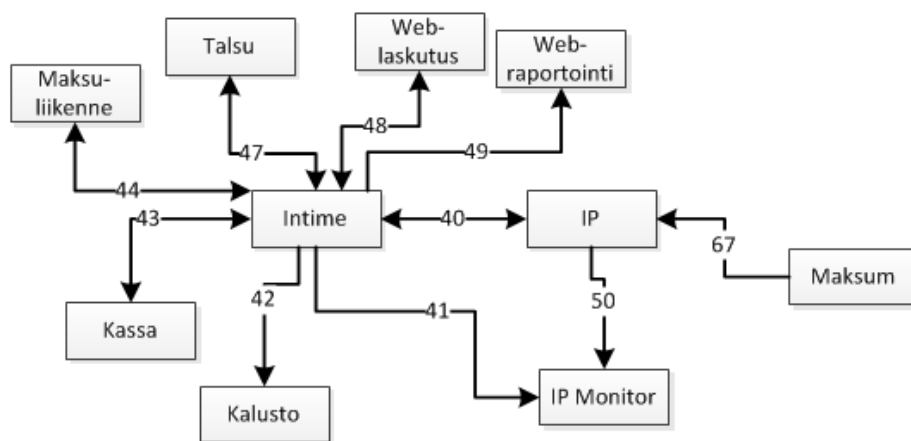 Talsu
Web-
laskutus
Web-
raportointi
Maksu-
liikenne
48
47
49
44
43
Intime
40
IP
67
Maksum
42
41
50
Kassa
Kalusto
IP Monitor